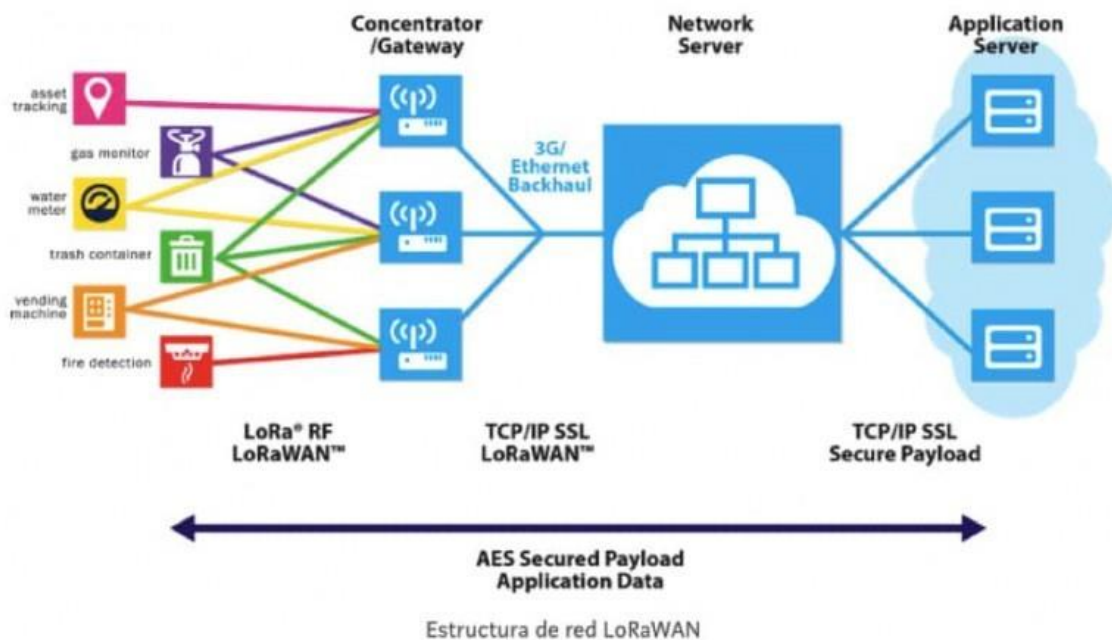 Concentrator
/Gateway
Network
Server
Application
Server
asset
tracking
gas monitor
water
meter
trash container
vending
machine
fire detection
3G/
Ethernet
Backhaul
LoRa® RF
LoRaWAN™
TCP/IP SSL
LoRaWAN™
TCP/IP SSL
Secure Payload
AES Secured Payload
Application Data
Estructura de red LoRaWAN